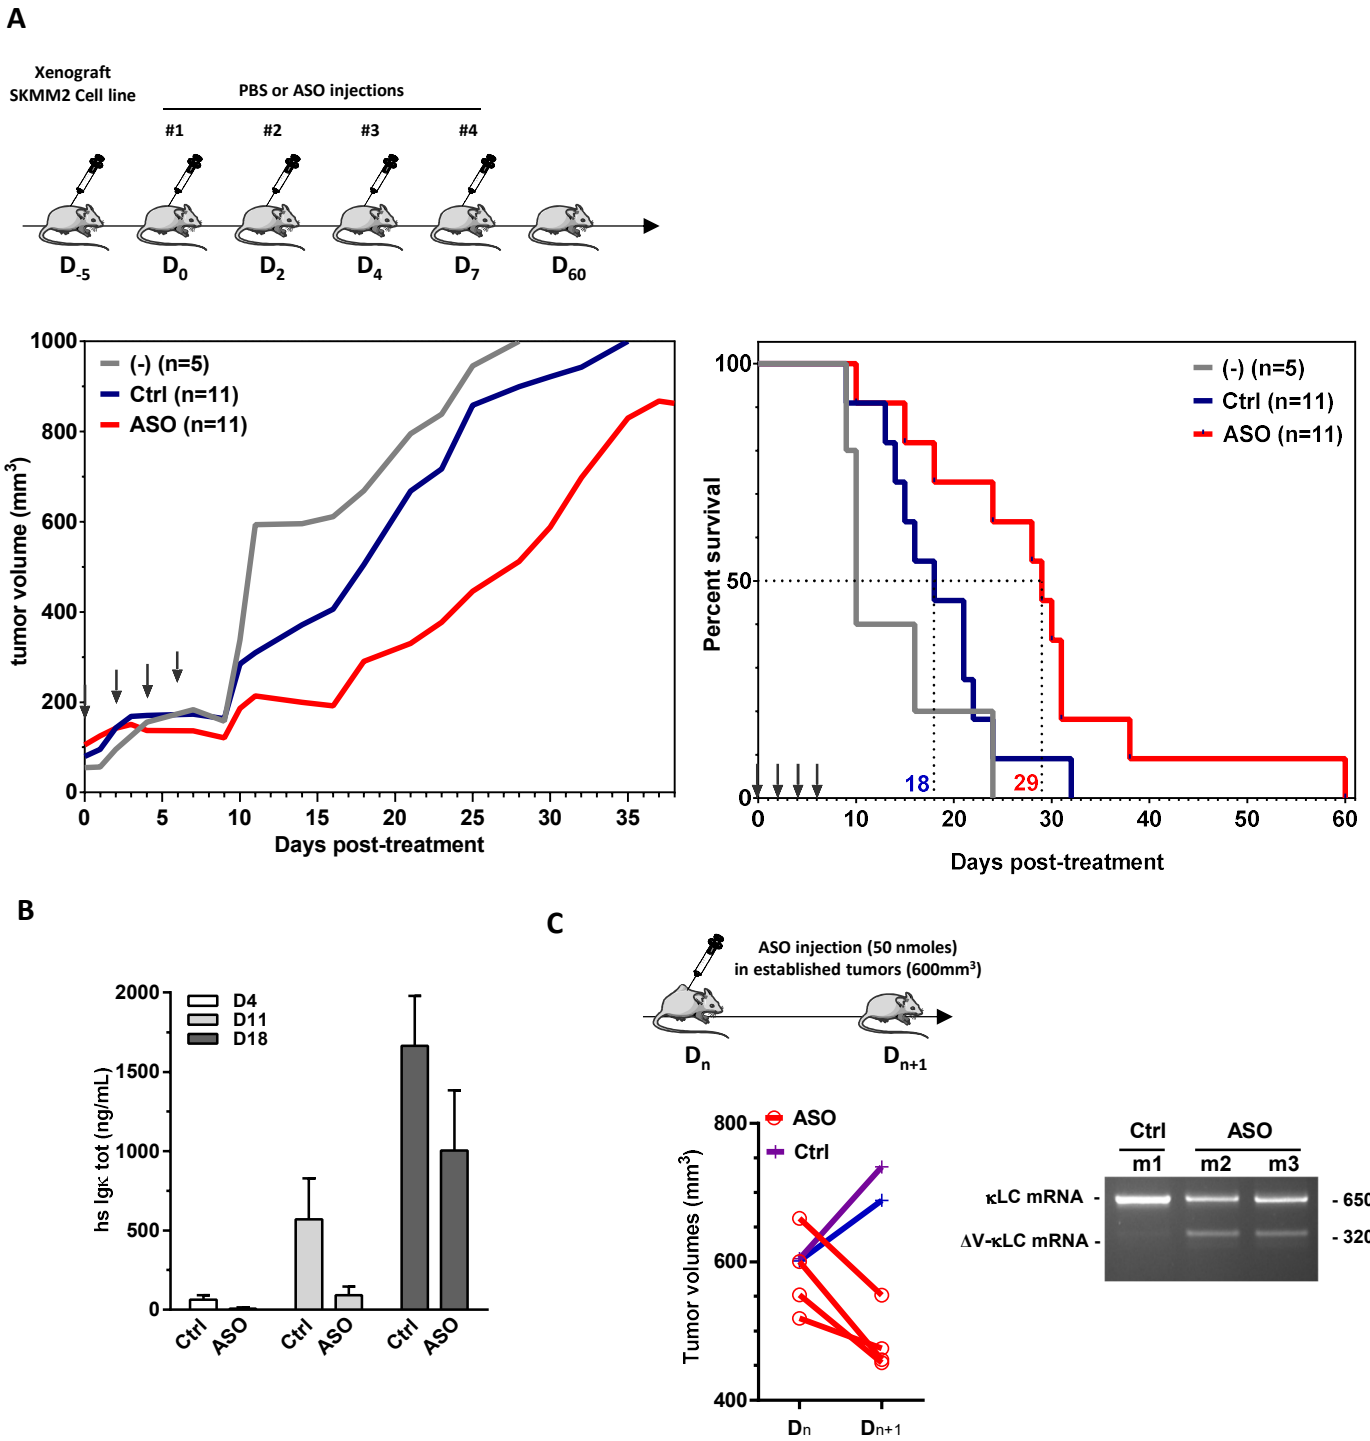 A
Xenograft
SKMM2 Cell line
PBS or ASO injections
#1 #2 #3 #4
D-5 D0 D2 D4 D7 D60
1000
800
600
400
200
0
tumor volume (mm3)
(-) (n=5)
Ctrl (n=11)
ASO (n=11)
0 5 10 15 20 25 30 35
Days post-treatment
100
50
0
Percent survival
(-) (n=5)
Ctrl (n=11)
ASO (n=11)
18 29
0 10 20 30 40 50 60
Days post-treatment
B
2000
1500
1000
500
0
hs Igκ tot (ng/mL)
D4
D11
D18
Ctrl ASO Ctrl ASO Ctrl ASO
C
ASO injection (50 nmoles)
in established tumors (600mm3)
Dn Dn+1
800
600
400
Tumor volumes (mm3)
ASO
Ctrl
Dn Dn+1
Ctrl ASO
m1 m2 m3
κLC mRNA - - 650
ΔV-κLC mRNA - - 320